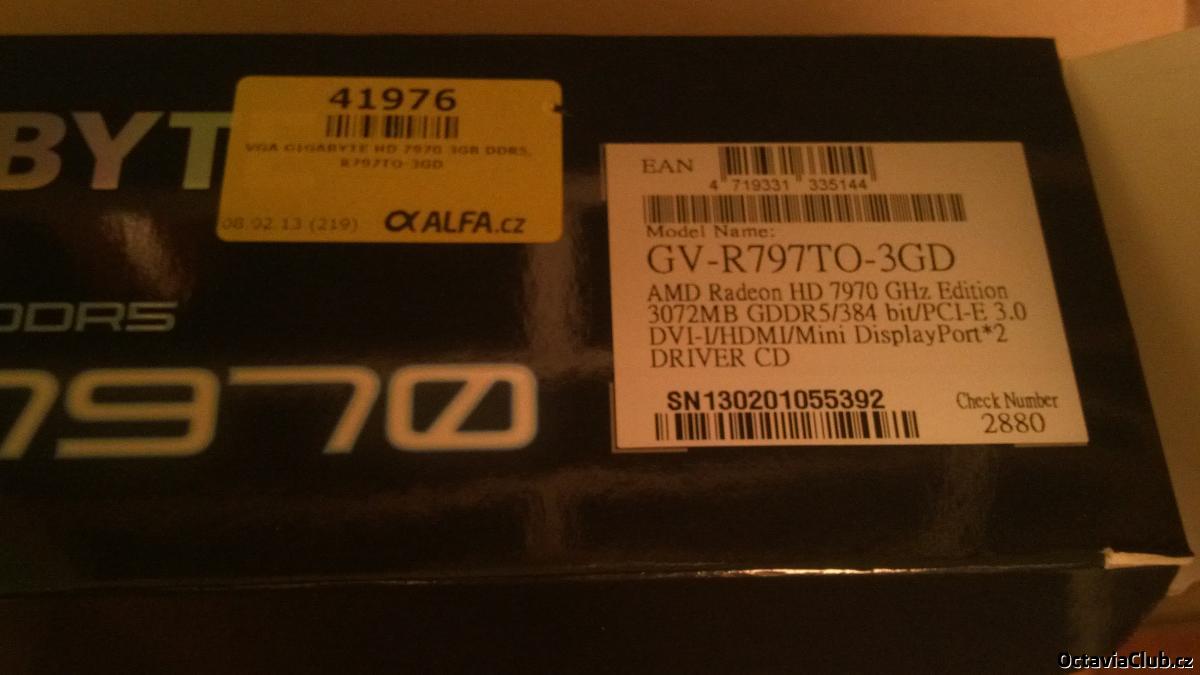 BYT
DDR5
7970
41976
VGA GIGABYTE HD 7970 3GB DDR5,
R797TO-3GD
08.02.13 (219)
αALFA.cz
EAN
4 719331 335144
Model Name:
GV-R797TO-3GD
AMD Radeon HD 7970 GHz Edition
3072MB GDDR5/384 bit/PCI-E 3.0
DVI-I/HDMI/Mini DisplayPort*2
DRIVER CD
SN130201055392
Check Number
2880
OctaviaClub.cz